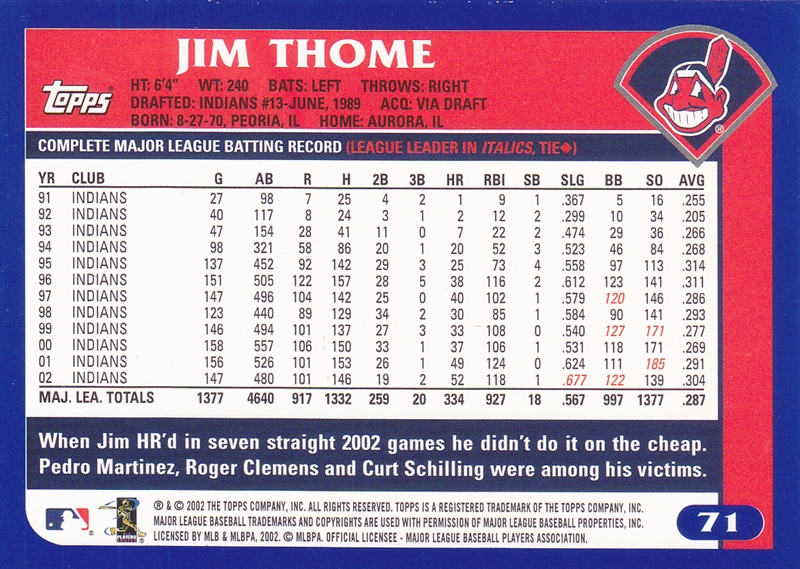 JIM THOME
topps
HT: 6'4" WT: 240 BATS: LEFT THROWS: RIGHT
DRAFTED: INDIANS #13-JUNE, 1989 ACQ: VIA DRAFT
BORN: 8-27-70, PEORIA, IL HOME: AURORA, IL
COMPLETE MAJOR LEAGUE BATTING RECORD (LEAGUE LEADER IN ITALICS, TIE◆)
YR CLUB G AB R H 2B 3B HR RBI SB SLG BB SO AVG
91 INDIANS 27 98 7 25 4 2 1 9 1 .367 5 16 .255
92 INDIANS 40 117 8 24 3 1 2 12 2 .299 10 34 .205
93 INDIANS 47 154 28 41 11 0 7 22 2 .474 29 36 .266
94 INDIANS 98 321 58 86 20 1 20 52 3 .523 46 84 .268
95 INDIANS 137 452 92 142 29 3 25 73 4 .558 97 113 .314
96 INDIANS 151 505 122 157 28 5 38 116 2 .612 123 141 .311
97 INDIANS 147 496 104 142 25 0 40 102 1 .579 120 146 .286
98 INDIANS 123 440 89 129 34 2 30 85 1 .584 90 141 .293
99 INDIANS 146 494 101 137 27 3 33 108 0 .540 127 171 .277
00 INDIANS 158 557 106 150 33 1 37 106 1 .531 118 171 .269
01 INDIANS 156 526 101 153 26 1 49 124 0 .624 111 185 .291
02 INDIANS 147 480 101 146 19 2 52 118 1 .677 122 139 .304
MAJ. LEA. TOTALS 1377 4640 917 1332 259 20 334 927 18 .567 997 1377 .287
When Jim HR'd in seven straight 2002 games he didn't do it on the cheap.
Pedro Martinez, Roger Clemens and Curt Schilling were among his victims.
® & © 2002 THE TOPPS COMPANY, INC. ALL RIGHTS RESERVED. TOPPS IS A REGISTERED TRADEMARK OF THE TOPPS COMPANY, INC.
MAJOR LEAGUE BASEBALL TRADEMARKS AND COPYRIGHTS ARE USED WITH PERMISSION OF MAJOR LEAGUE BASEBALL PROPERTIES, INC.
LICENSED BY MLB & MLBPA, 2002. © MLBPA. OFFICIAL LICENSEE - MAJOR LEAGUE BASEBALL PLAYERS ASSOCIATION.
71